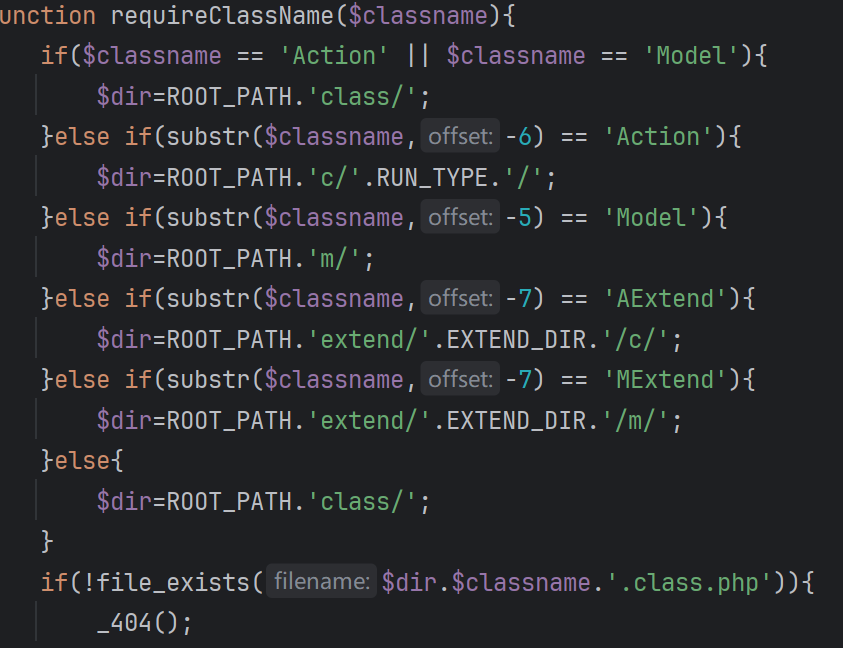 unction requireClassName($classname){
    if($classname == 'Action' || $classname == 'Model'){
        $dir=ROOT_PATH.'class/';
    }else if(substr($classname, offset: -6) == 'Action'){
        $dir=ROOT_PATH.'c/'.RUN_TYPE.'/';
    }else if(substr($classname, offset: -5) == 'Model'){
        $dir=ROOT_PATH.'m/';
    }else if(substr($classname, offset: -7) == 'AExtend'){
        $dir=ROOT_PATH.'extend/'.EXTEND_DIR.'/c/';
    }else if(substr($classname, offset: -7) == 'MExtend'){
        $dir=ROOT_PATH.'extend/'.EXTEND_DIR.'/m/';
    }else{
        $dir=ROOT_PATH.'class/';
    }
    if(!file_exists( filename: $dir.$classname.'.class.php')){
        _404();